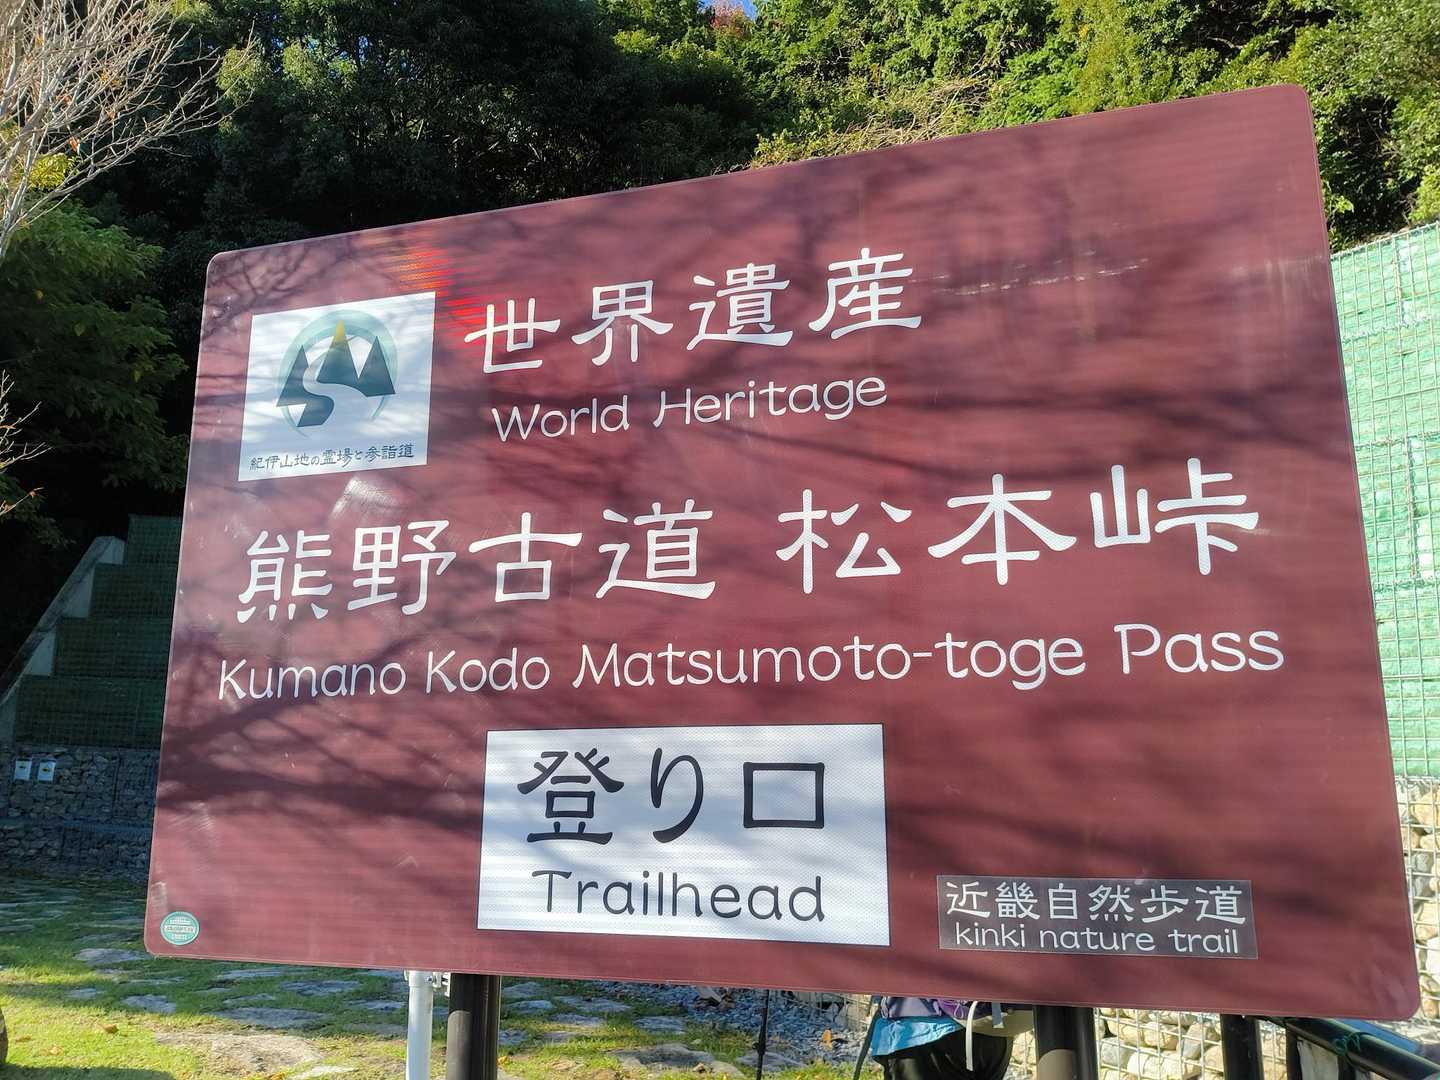 世界遺産
World Heritage
紀伊山地の霊場と参詣道
熊野古道 松本峠
Kumano Kodo Matsumoto-toge Pass
登り口
Trailhead
近畿自然歩道
kinki nature trail